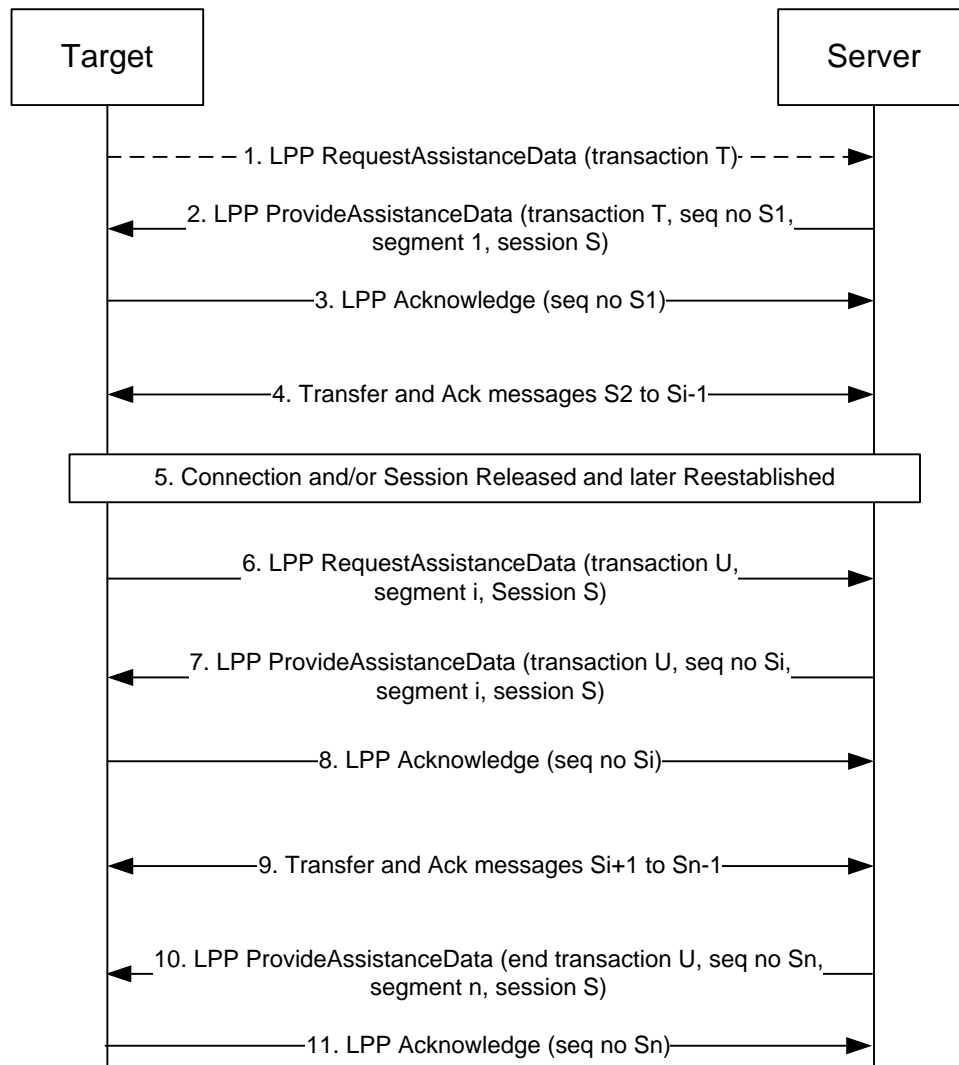 Target
Server
1. LPP RequestAssistanceData (transaction T)
2. LPP ProvideAssistanceData (transaction T, seq no S1,
segment 1, session S)
3. LPP Acknowledge (seq no S1)
4. Transfer and Ack messages S2 to Si-1
5. Connection and/or Session Released and later Reestablished
6. LPP RequestAssistanceData (transaction U,
segment i, Session S)
7. LPP ProvideAssistanceData (transaction U, seq no Si,
segment i, session S)
8. LPP Acknowledge (seq no Si)
9. Transfer and Ack messages Si+1 to Sn-1
10. LPP ProvideAssistanceData (end transaction U, seq no Sn,
segment n, session S)
11. LPP Acknowledge (seq no Sn)